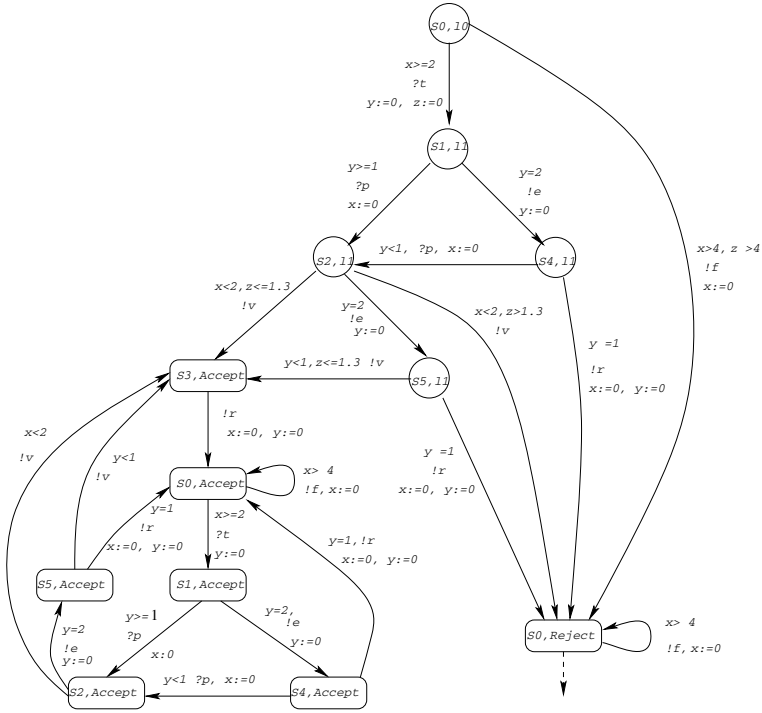 S0,l0
x>=2
?t
y:=0, z:=0
S1,l1
y>=1
?p
x:=0
y=2
!e
y:=0
x>4,z >4
!f
x:=0
S2,l1
y<1, ?p, x:=0
S4,l1
x<2,z<=1.3
!v
y=2
!e
y:=0
x<2,z>1.3
!v
y =1
!r
x:=0, y:=0
S3,Accept
y<1,z<=1.3 !v
S5,l1
!r
x:=0, y:=0
x<2
!v
y<1
!v
y =1
!r
x:=0, y:=0
S0,Accept
x> 4
!f,x:=0
y=1
!r
x:=0, y:=0
x>=2
?t
y:=0
y=1,!r
x:=0, y:=0
S5,Accept
S1,Accept
y>=1
?p
x:0
y=2,
!e
y:=0
y=2
!e
y:=0
S0,Reject
x> 4
!f,x:=0
S2,Accept
y<1 ?p, x:=0
S4,Accept